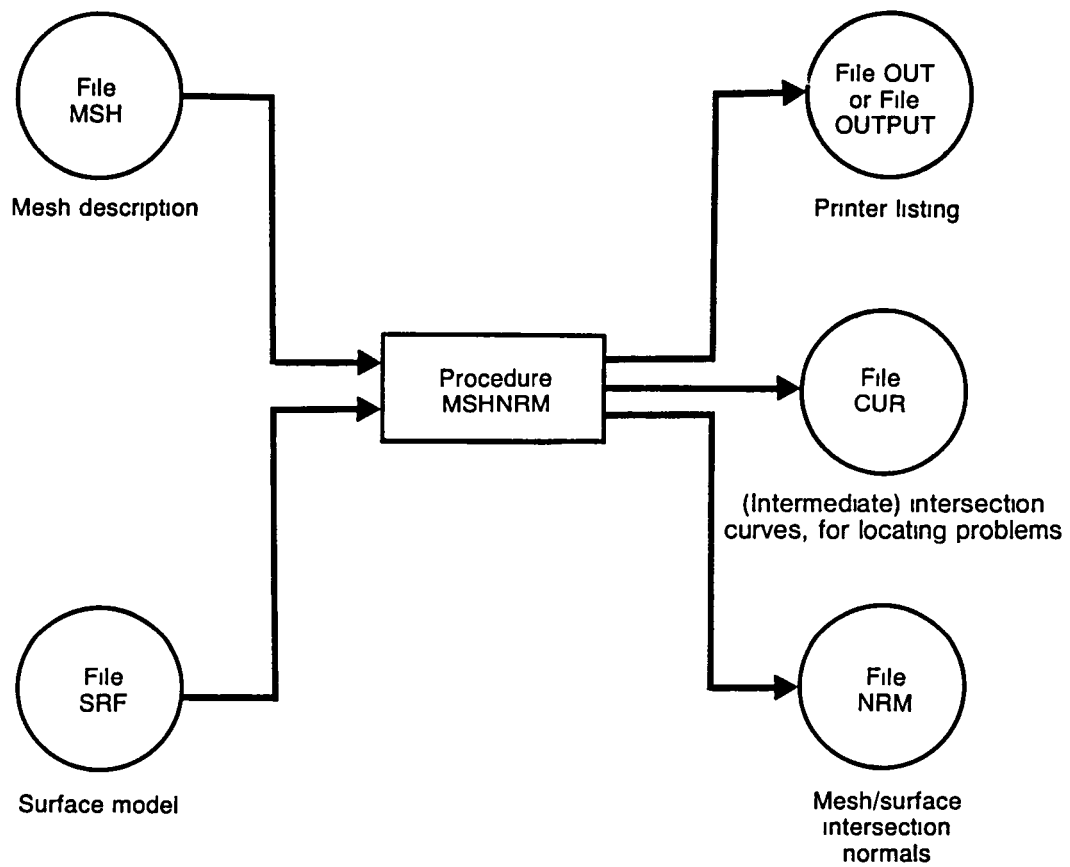 File
MSH
Mesh description
File OUT
or File
OUTPUT
Printer listing
Procedure
MSHNRM
File
CUR
(Intermediate) intersection
curves, for locating problems
File
SRF
Surface model
File
NRM
Mesh/surface
intersection
normals